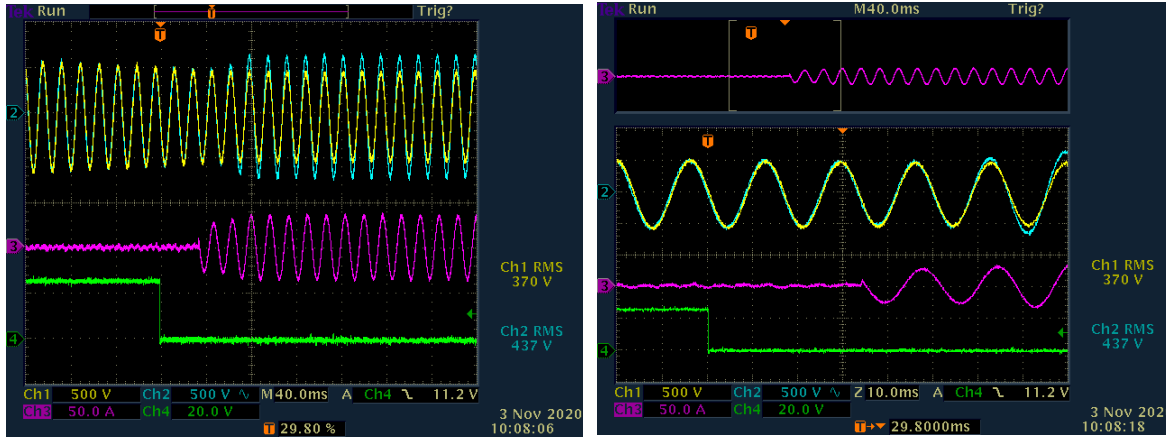 Tek Run Trig?
T
T
2
3
4
Ch1 RMS
370 V
Ch2 RMS
437 V
Ch1 500 V Ch2 500 V ∿ M 40.0ms A Ch4 ⤵ 11.2 V
Ch3 50.0 A Ch4 20.0 V
T 29.80 %
3 Nov 2020
10:08:06
Tek Run M40.0ms Trig?
T
3
T
2
3
4
Ch1 RMS
370 V
Ch2 RMS
437 V
Ch1 500 V Ch2 500 V ∿ Z 10.0ms A Ch4 ⤵ 11.2 V
Ch3 50.0 A Ch4 20.0 V
T→▼ 29.8000ms
3 Nov 202
10:08:18